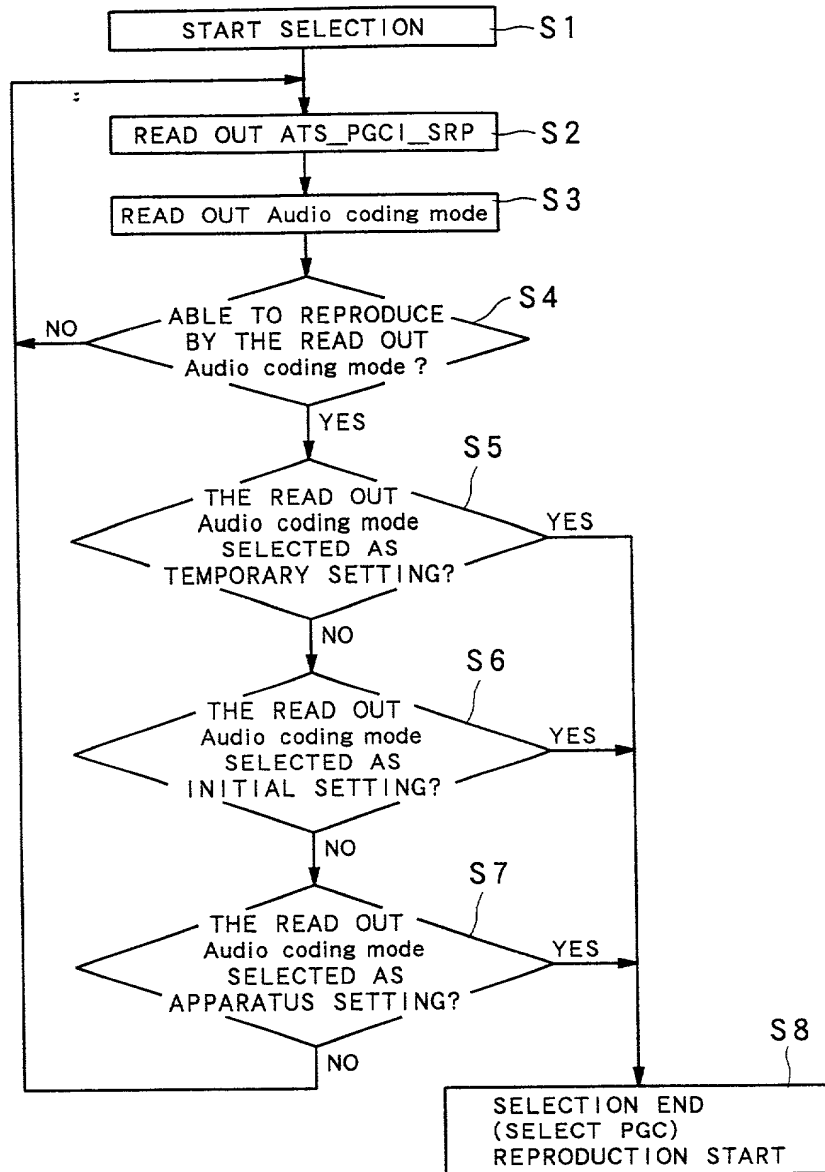 START SELECTION
S1
READ OUT ATS_PGCI_SRP
S2
READ OUT Audio coding mode
S3
ABLE TO REPRODUCE
BY THE READ OUT
Audio coding mode ?
S4
NO
YES
THE READ OUT
Audio coding mode
SELECTED AS
TEMPORARY SETTING?
S5
YES
NO
THE READ OUT
Audio coding mode
SELECTED AS
INITIAL SETTING?
S6
YES
NO
THE READ OUT
Audio coding mode
SELECTED AS
APPARATUS SETTING?
S7
YES
NO
S8
SELECTION END
(SELECT PGC)
REPRODUCTION START